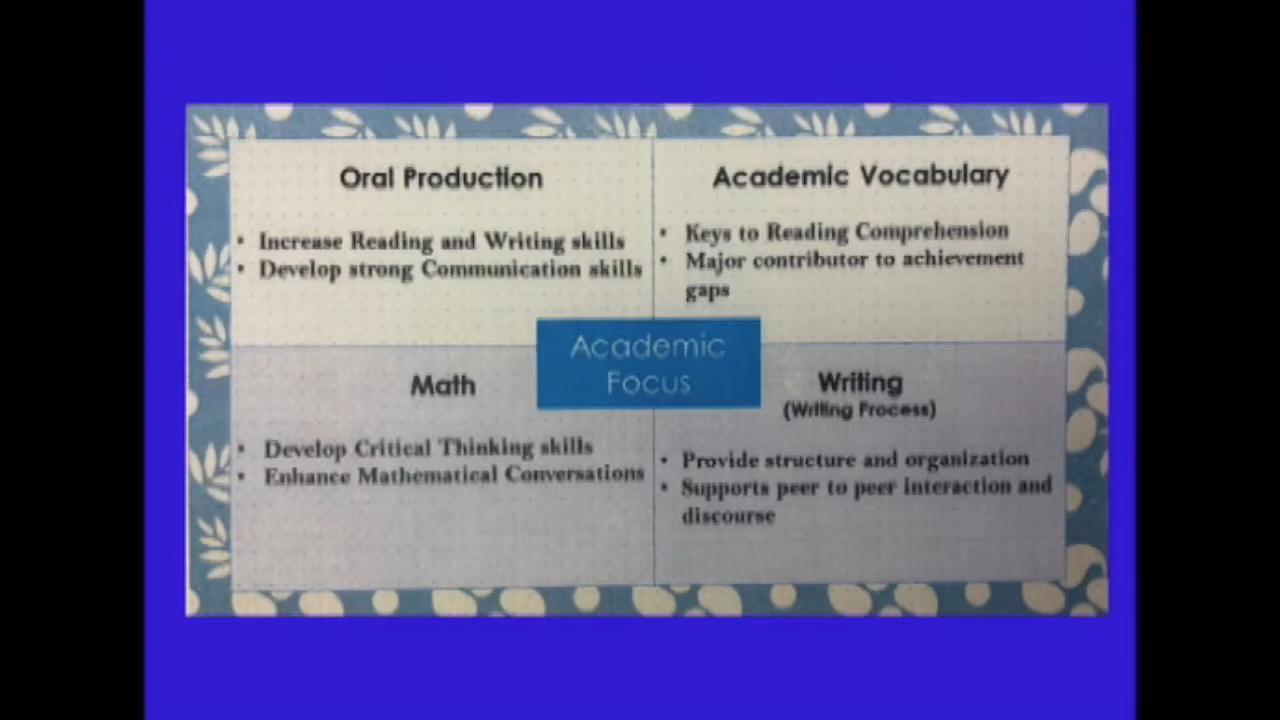 Oral Production
• Increase Reading and Writing skills
• Develop strong Communication skills
Academic Vocabulary
• Keys to Reading Comprehension
• Major contributor to achievement
gaps
Academic
Focus
Math
• Develop Critical Thinking skills
• Enhance Mathematical Conversations
Writing
(Writing Process)
• Provide structure and organization
• Supports peer to peer interaction and
discourse